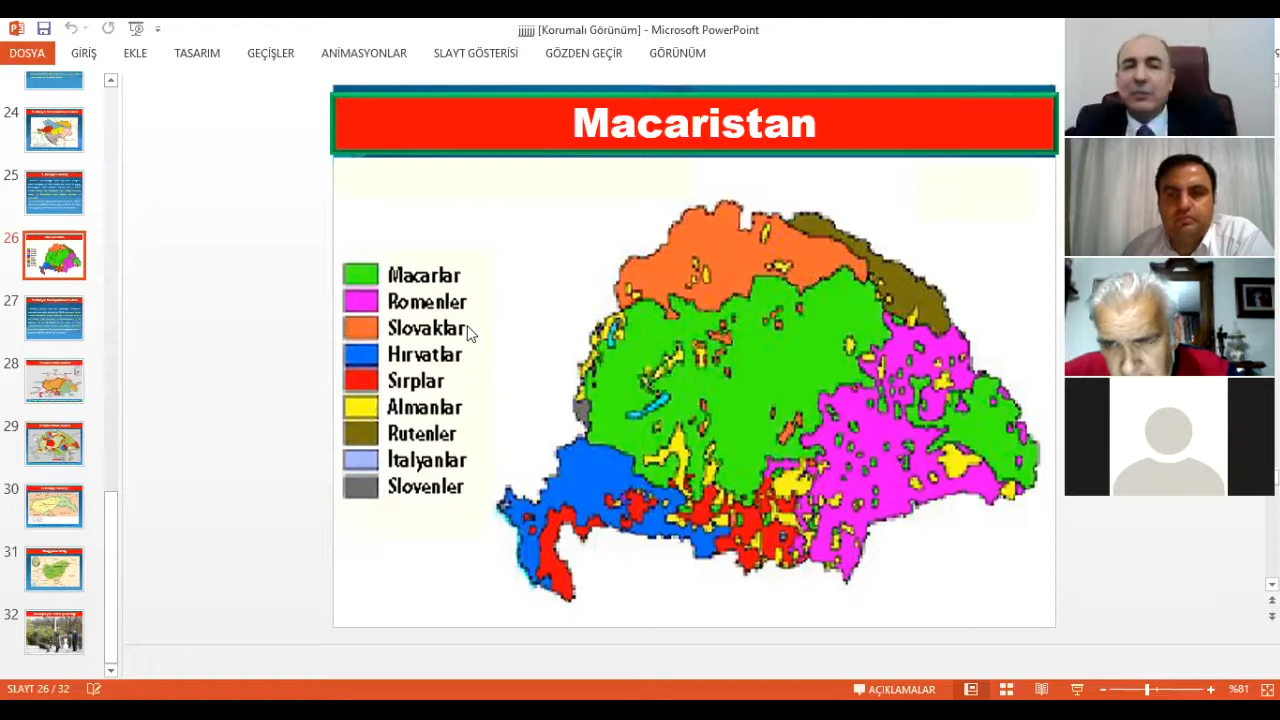 jjjjjj [Korumalı Görünüm] - Microsoft PowerPoint
DOSYA GİRİŞ EKLE TASARIM GEÇİŞLER ANİMASYONLAR SLAYT GÖSTERİSİ GÖZDEN GEÇİR GÖRÜNÜM
24
25
26
27
28
29
30
31
32
Macaristan
Macarlar
Romenler
Slovaklar
Hırvatlar
Sırplar
Almanlar
Rutenler
İtalyanlar
Slovenler
SLAYT 26 / 32
AÇIKLAMALAR
%81